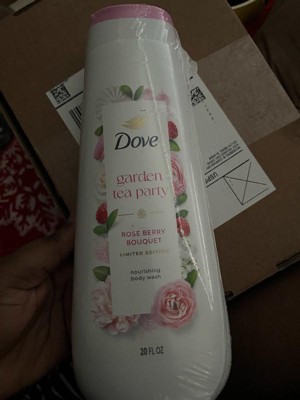 Dove
garden
tea party
ROSE BERRY
BOUQUET
LIMITED EDITION
nourishing
body wash
20 FL OZ